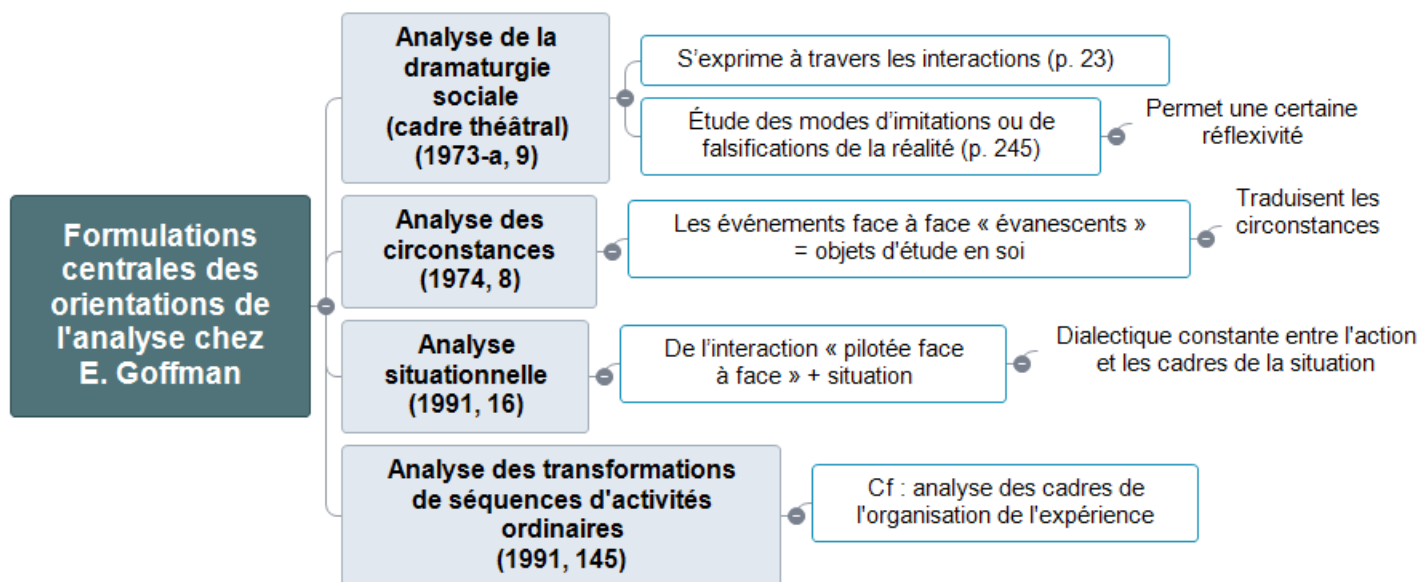 Formulations
centrales des
orientations de
l'analyse chez
E. Goffman
Analyse de la
dramaturgie
sociale
(cadre théâtral)
(1973-a, 9)
S'exprime à travers les interactions (p. 23)
Étude des modes d'imitations ou de
falsifications de la réalité (p. 245)
Permet une certaine
réflexivité
Analyse des
circonstances
(1974, 8)
Les événements face à face « évanescents »
= objets d'étude en soi
Traduisent les
circonstances
Analyse
situationnelle
(1991, 16)
De l'interaction « pilotée face
à face » + situation
Dialectique constante entre l'action
et les cadres de la situation
Analyse des transformations
de séquences d'activités
ordinaires
(1991, 145)
Cf : analyse des cadres de
l'organisation de l'expérience